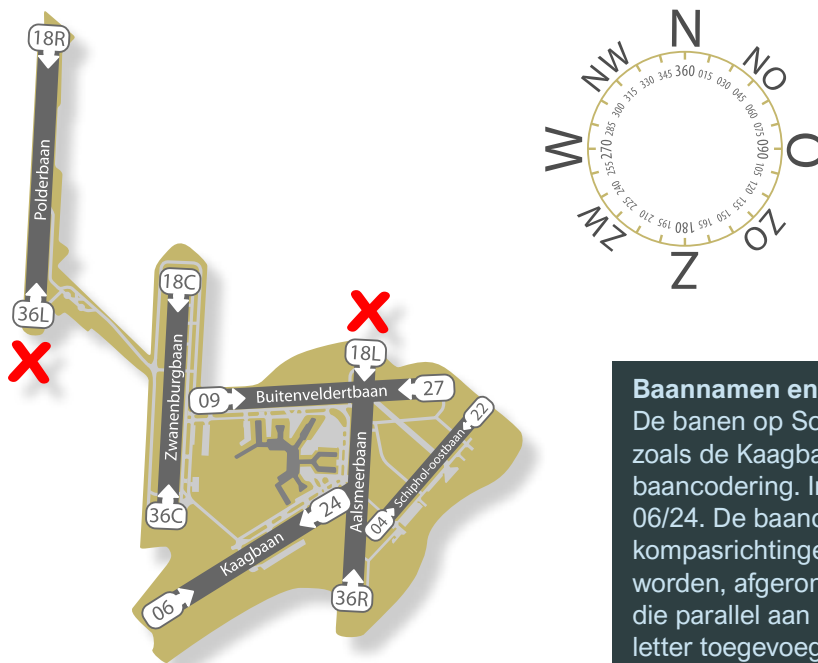 18R
Polderbaan
36L
18C
Zwanenburgbaan
36C
18L
09
Buitenveldertbaan
27
22
Schiphol-oostbaan
04
Aalsmeerbaan
24
Kaagbaan
06
36R
N
NO
O
ZO
Z
ZW
W
NW
360
015
030
045
060
075
090
105
120
135
150
165
180
195
210
225
240
255
270
285
300
315
330
345
Baannamen en
De banen op Sc
zoals de Kaagba
baancodering. I
06/24. De baanc
kompasrichtinge
worden, afgeron
die parallel aan
letter toegevoeg